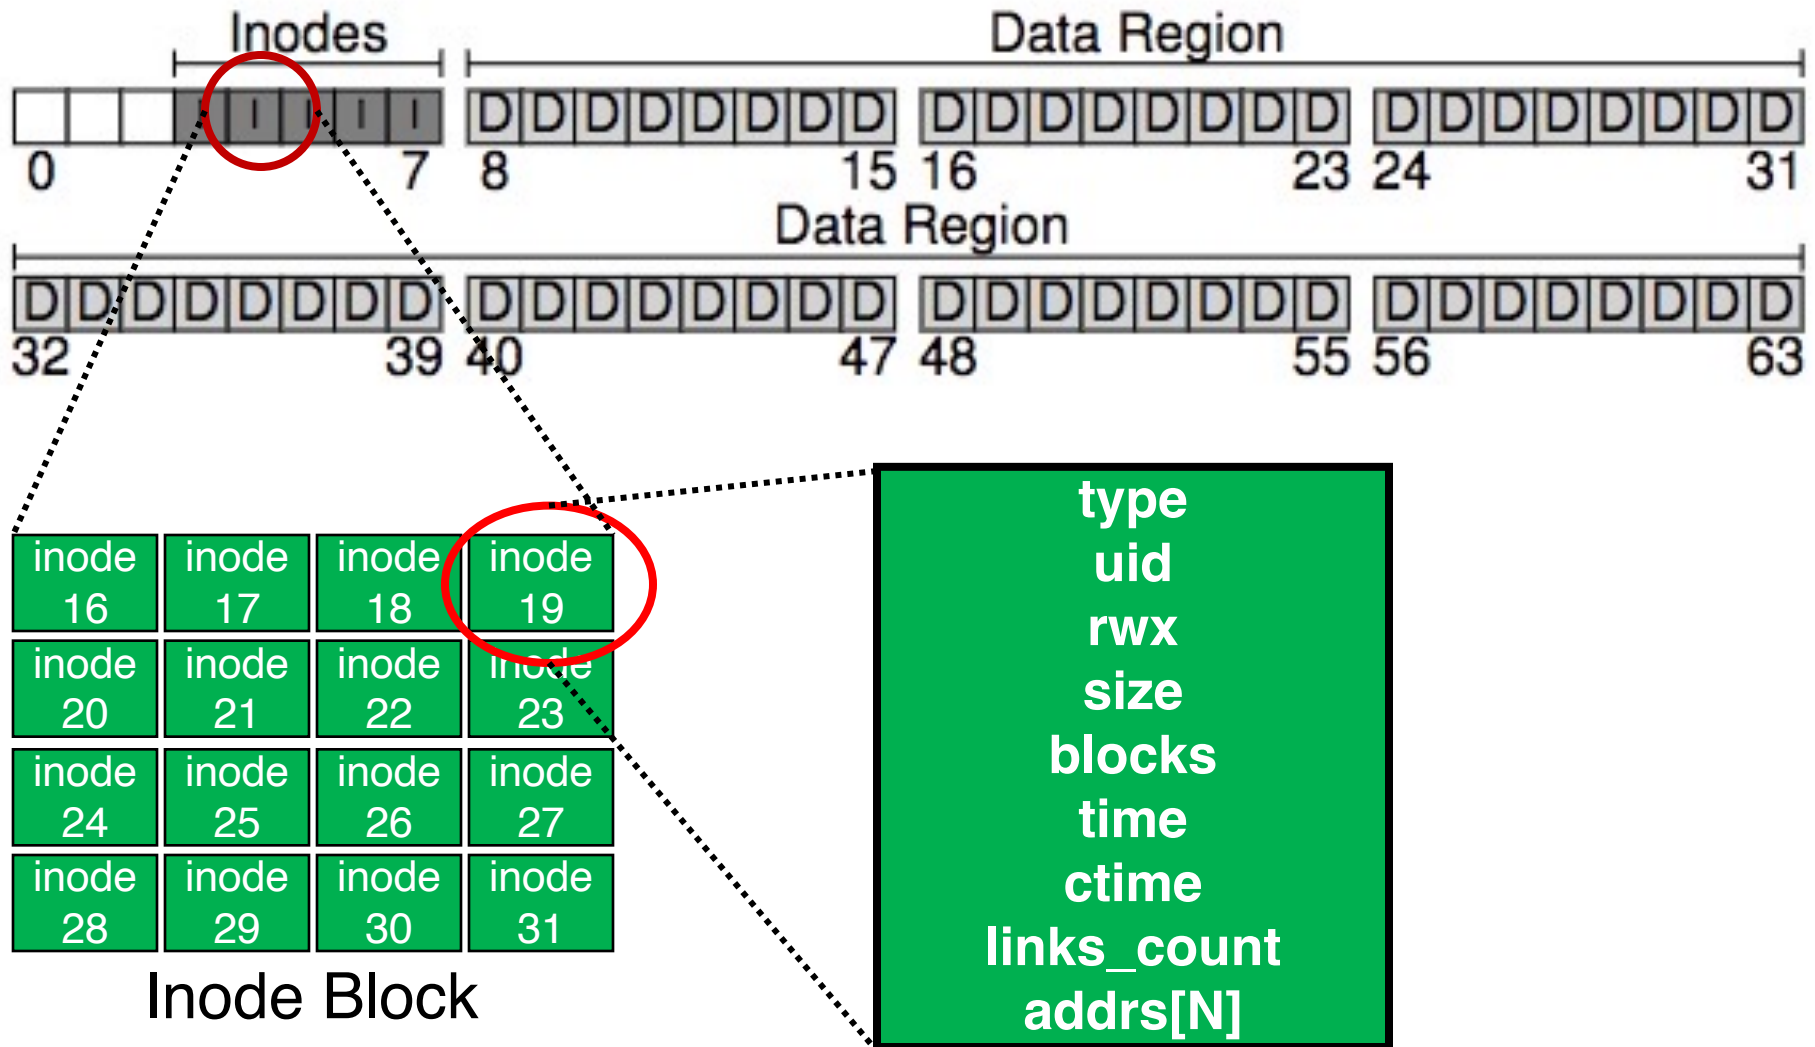 Inodes Data Region
I I I I I D D D D D D D D D D D D D D D D D D D D D D D D
0 7 8 15 16 23 24 31
Data Region
D D D D D D D D D D D D D D D D D D D D D D D D D D D D D D D D
32 39 40 47 48 55 56 63
inode inode inode inode
16 17 18 19
inode inode inode inode
20 21 22 23
inode inode inode inode
24 25 26 27
inode inode inode inode
28 29 30 31
Inode Block
type
uid
rwx
size
blocks
time
ctime
links_count
addrs[N]